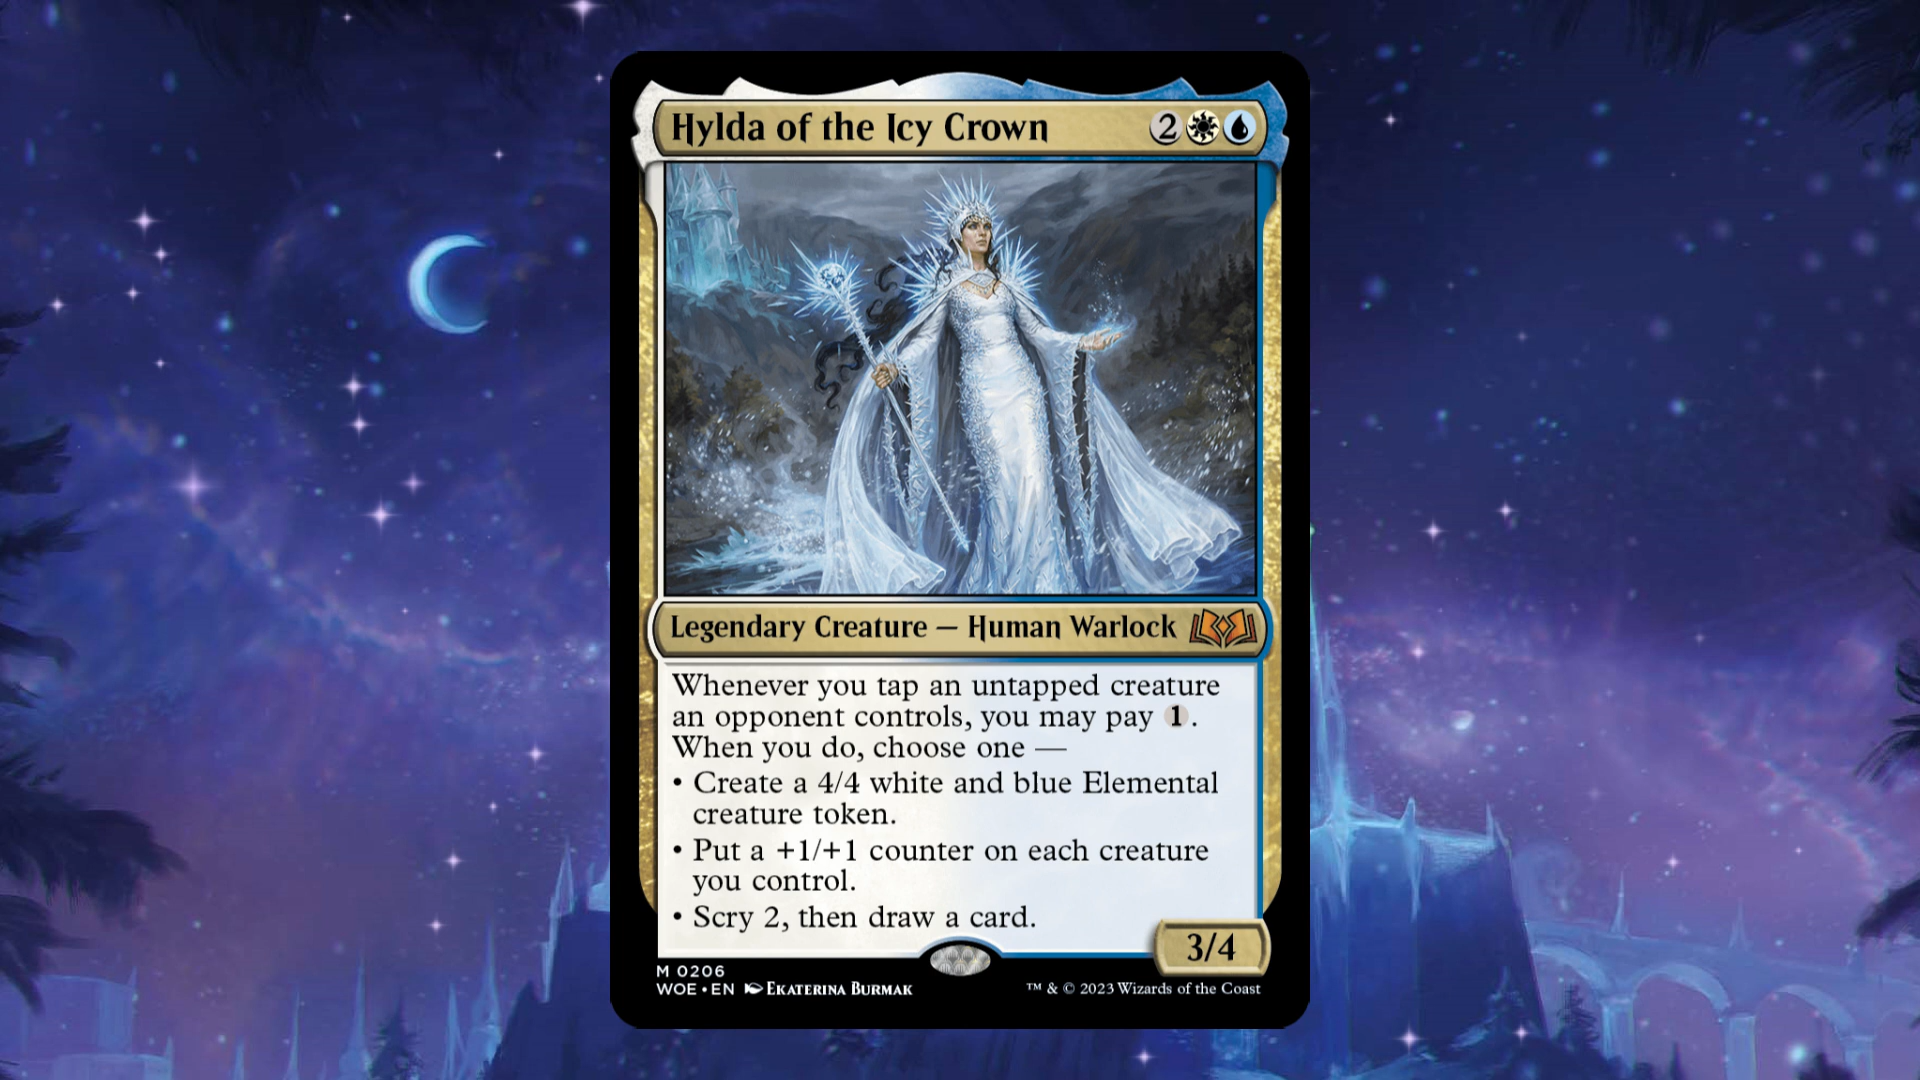 Hylda of the Icy Crown 2
Legendary Creature — Human Warlock
Whenever you tap an untapped creature
an opponent controls, you may pay 1.
When you do, choose one —
• Create a 4/4 white and blue Elemental
creature token.
• Put a +1/+1 counter on each creature
you control.
• Scry 2, then draw a card.
3/4
M 0206
WOE • EN EKATERINA BURMAK
™ & © 2023 Wizards of the Coast